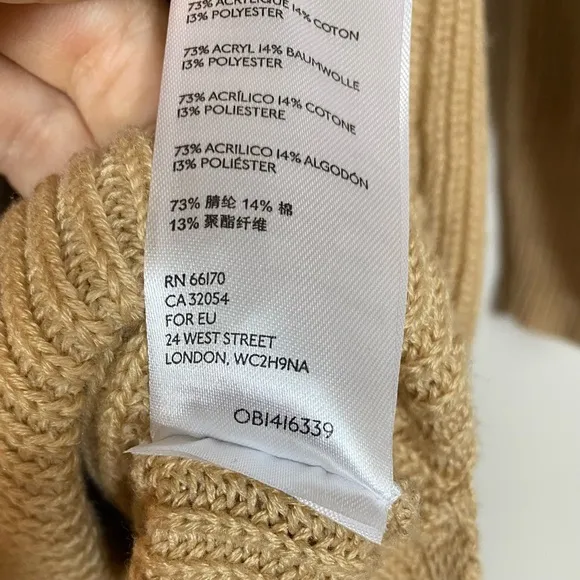 73% ACRYLIQUE 14% COTON
13% POLYESTER
73% ACRYL 14% BAUMWOLLE
13% POLYESTER
73% ACRÍLICO 14% COTONE
13% POLIESTERE
73% ACRILICO 14% ALGODÓN
13% POLIÉSTER
73% 腈纶 14% 棉
13% 聚酯纤维
RN 66170
CA 32054
FOR EU
24 WEST STREET
LONDON, WC2H9NA
OB1416339